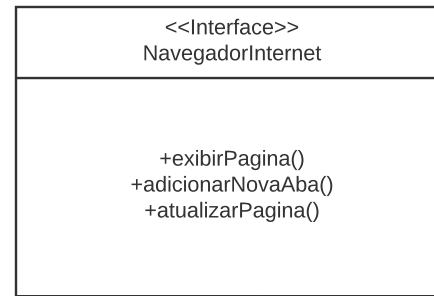 <<Interface>>
NavegadorInternet
+exibirPagina()
+adicionarNovaAba()
+atualizarPagina()